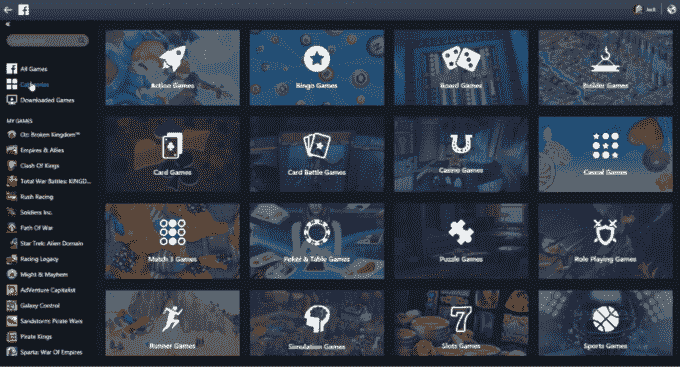 Jack
All Games
Categories
Downloaded Games
MY GAMES
Oz: Broken Kingdom™
Empires & Allies
Clash Of Kings
Total War Battles: KINGD...
Rush Racing
Soldiers Inc.
Path Of War
Star Trek: Alien Domain
Racing Legacy
Might & Mayhem
AdVenture Capitalist
Galaxy Control
Sandstorm: Pirate Wars
Pirate Kings
Sparta: War Of Empires
Action Games
Bingo Games
Board Games
Builder Games
Card Games
Card Battle Games
Casino Games
Casual Games
Match 3 Games
Poker & Table Games
Puzzle Games
Role Playing Games
Runner Games
Simulation Games
7
Slots Games
Sports Games